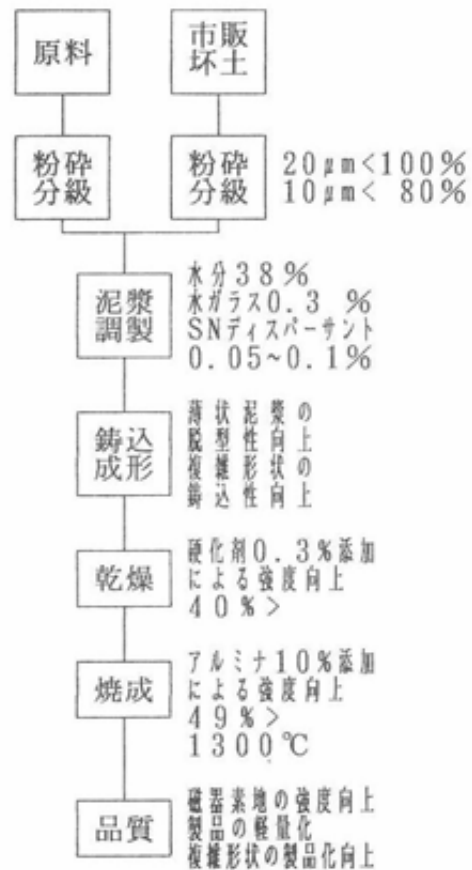 原料
市販
坏土
粉砕
分級
粉砕
分級
20μm<100%
10μm< 80%
泥漿
調製
水分38%
水ガラス0.3 %
SNディスパーサント
0.05~0.1%
鋳込
成形
薄状泥漿の
脱型性向上
複雑形状の
鋳込性向上
乾燥
硬化剤0.3%添加
による強度向上
40%>
焼成
アルミナ10%添加
による強度向上
49%>
1300℃
品質
磁器素地の強度向上
製品の軽量化
複雑形状の製品化向上